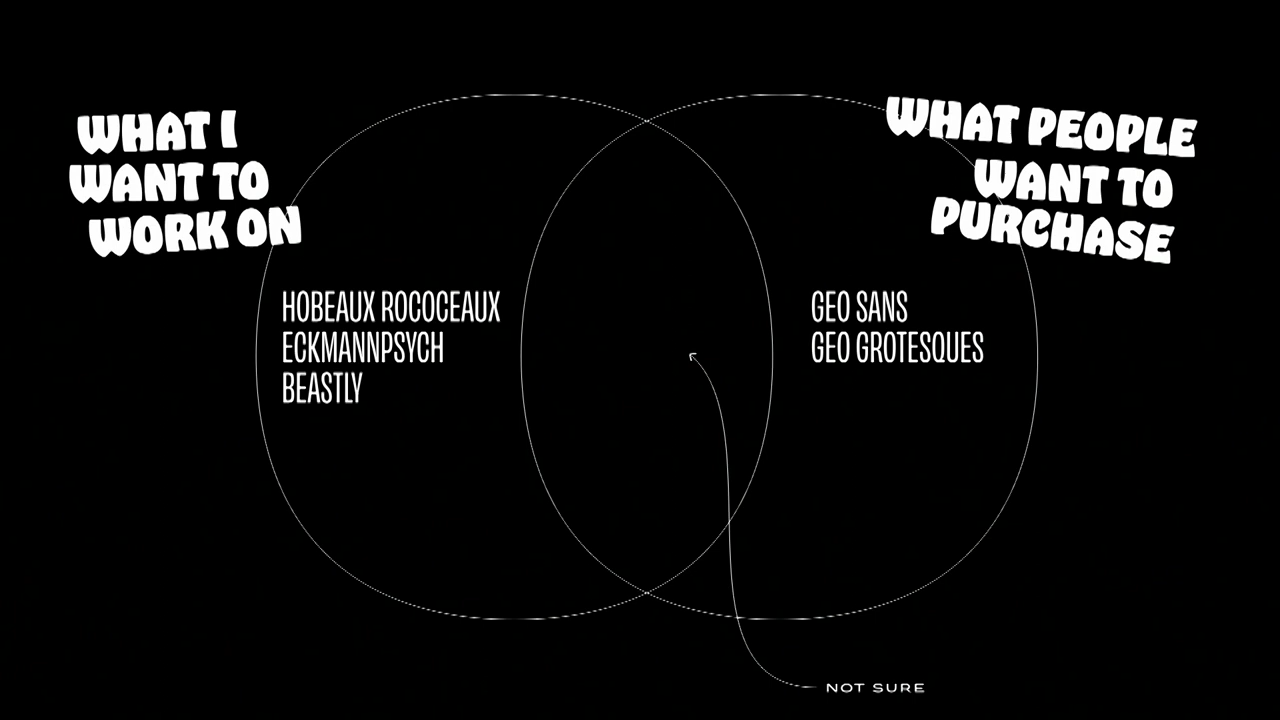 WHAT I
WANT TO
WORK ON
WHAT PEOPLE
WANT TO
PURCHASE
HOBEAUX ROCOCEAUX
ECKMANNPSYCH
BEASTLY
GEO SANS
GEO GROTESQUES
NOT SURE